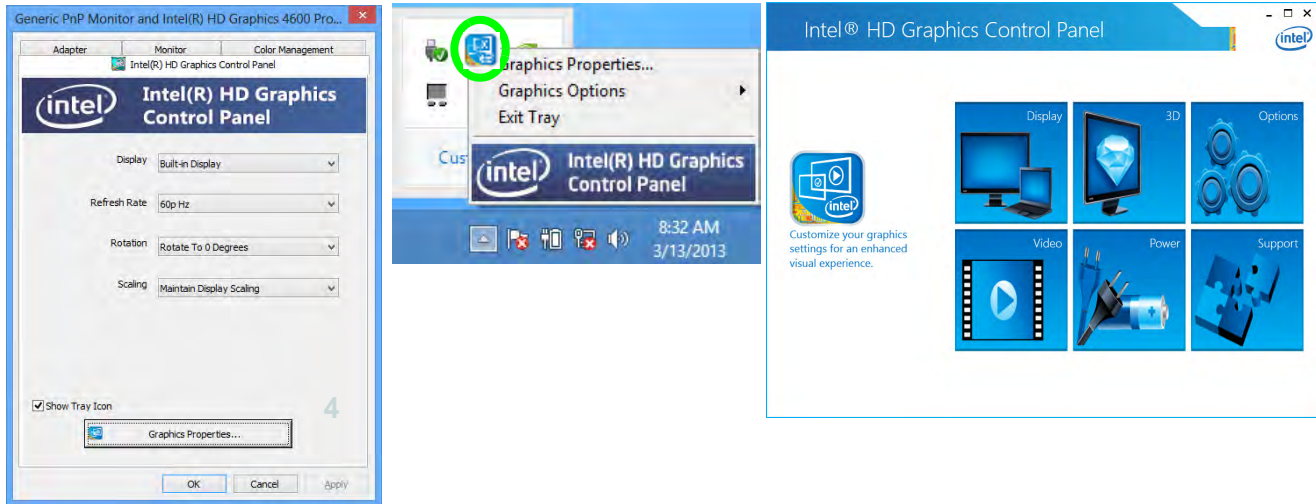 Generic PnP Monitor and Intel(R) HD Graphics 4600 Pro...
Adapter
Monitor
Color Management
Intel(R) HD Graphics Control Panel
intel
Intel(R) HD Graphics
Control Panel
Display
Built-in Display
Refresh Rate
60p Hz
Rotation
Rotate To 0 Degrees
Scaling
Maintain Display Scaling
Show Tray Icon
4
Graphics Properties...
OK
Cancel
Apply
Graphics Properties...
Graphics Options
Exit Tray
Cus
intel
Intel(R) HD Graphics
Control Panel
8:32 AM
3/13/2013
Intel® HD Graphics Control Panel
intel
intel
Customize your graphics
settings for an enhanced
visual experience.
Display
3D
Options
Video
Power
Support